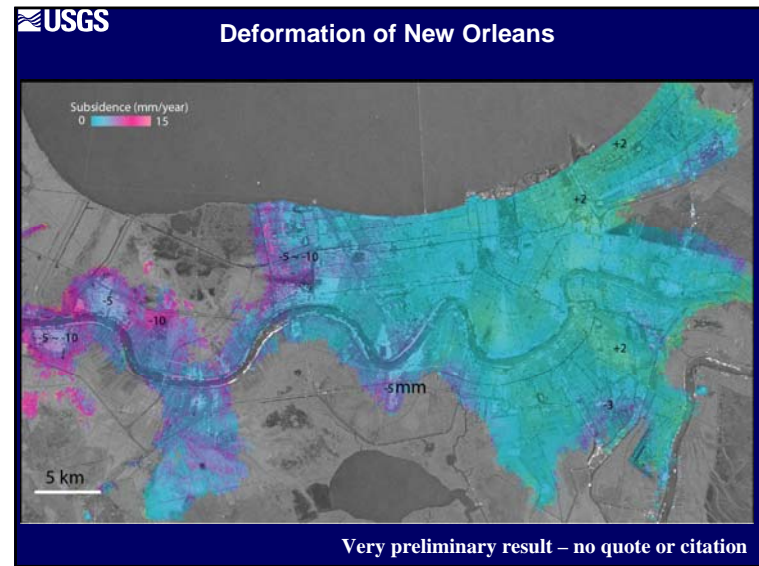 USGS
Deformation of New Orleans
Subsidence (mm/year)
0 15
+2
+2
-5 ~ -10
-5
-10
-5 ~ -10
+2
-5mm
-3
5 km
Very preliminary result – no quote or citation